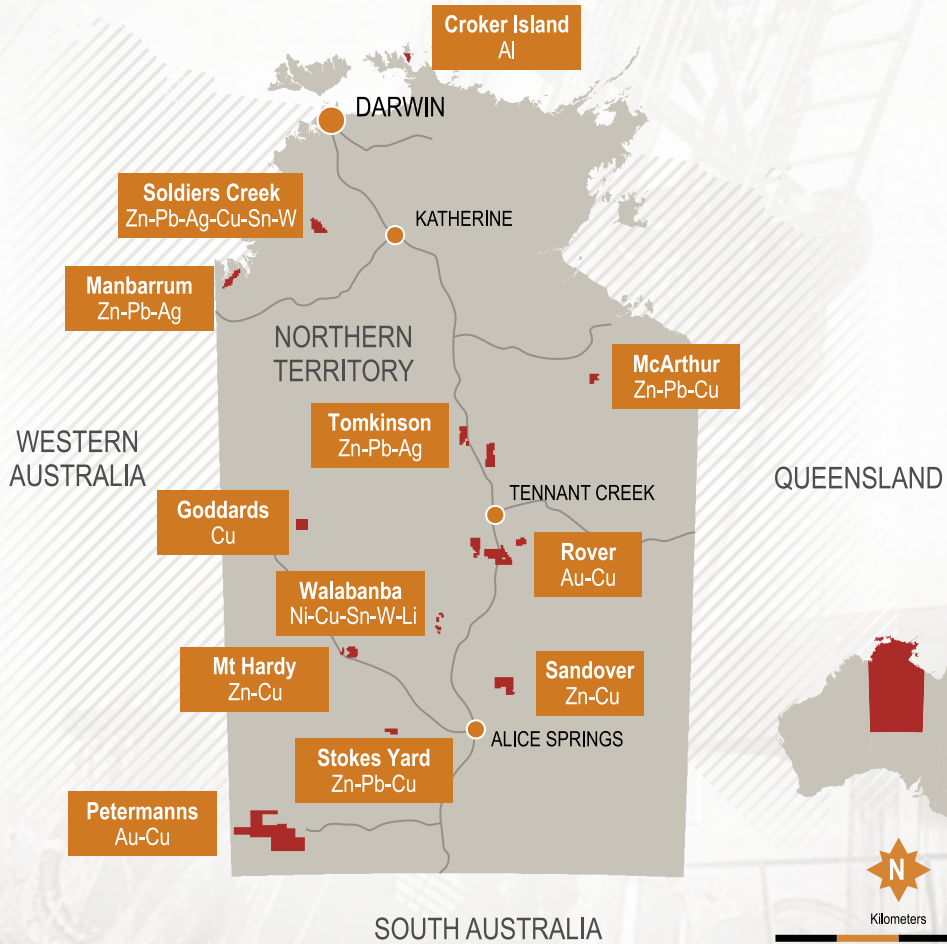 Croker Island
Al
DARWIN
Soldiers Creek
Zn-Pb-Ag-Cu-Sn-W
KATHERINE
Manbarrum
Zn-Pb-Ag
NORTHERN
TERRITORY
McArthur
Zn-Pb-Cu
Tomkinson
Zn-Pb-Ag
WESTERN
AUSTRALIA
QUEENSLAND
TENNANT CREEK
Goddards
Cu
Rover
Au-Cu
Walabanba
Ni-Cu-Sn-W-Li
Mt Hardy
Zn-Cu
Sandover
Zn-Cu
ALICE SPRINGS
Stokes Yard
Zn-Pb-Cu
Petermanns
Au-Cu
N
Kilometers
SOUTH AUSTRALIA